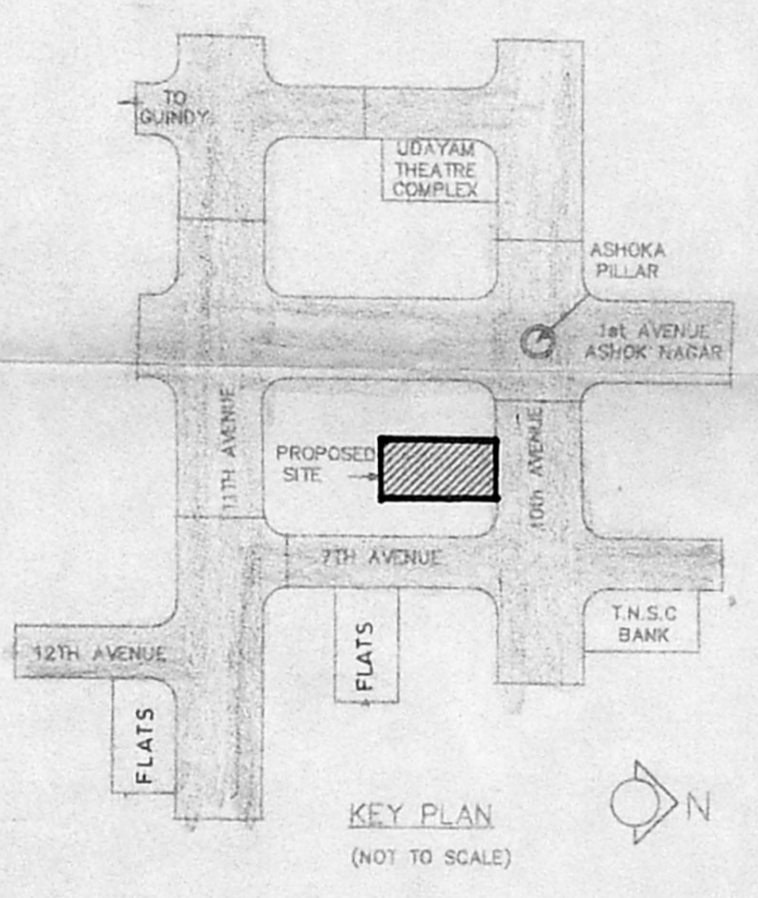 TO
GUINDY
UDAYAM
THEATRE
COMPLEX
ASHOKA
PILLAR
1st AVENUE
ASHOK NAGAR
11TH AVENUE
PROPOSED
SITE
10th AVENUE
7TH AVENUE
T.N.S.C
BANK
12TH AVENUE
FLATS
FLATS
N
KEY PLAN
(NOT TO SCALE)